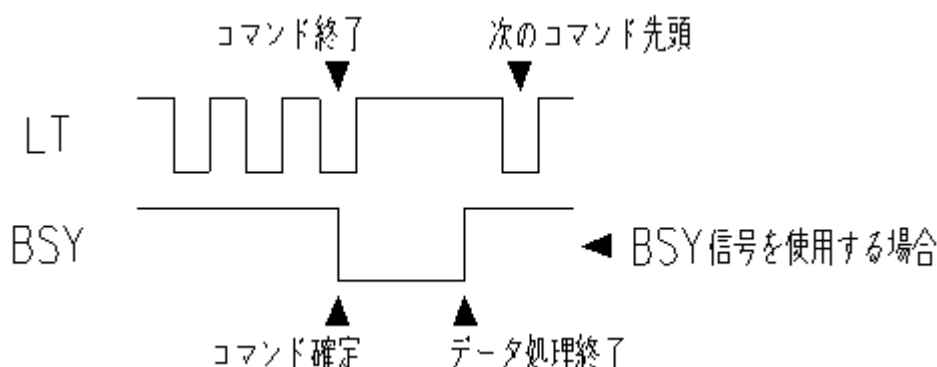 コマンド終了
次のコマンド先頭
LT
BSY
BSY信号を使用する場合
コマンド確定
データ処理終了